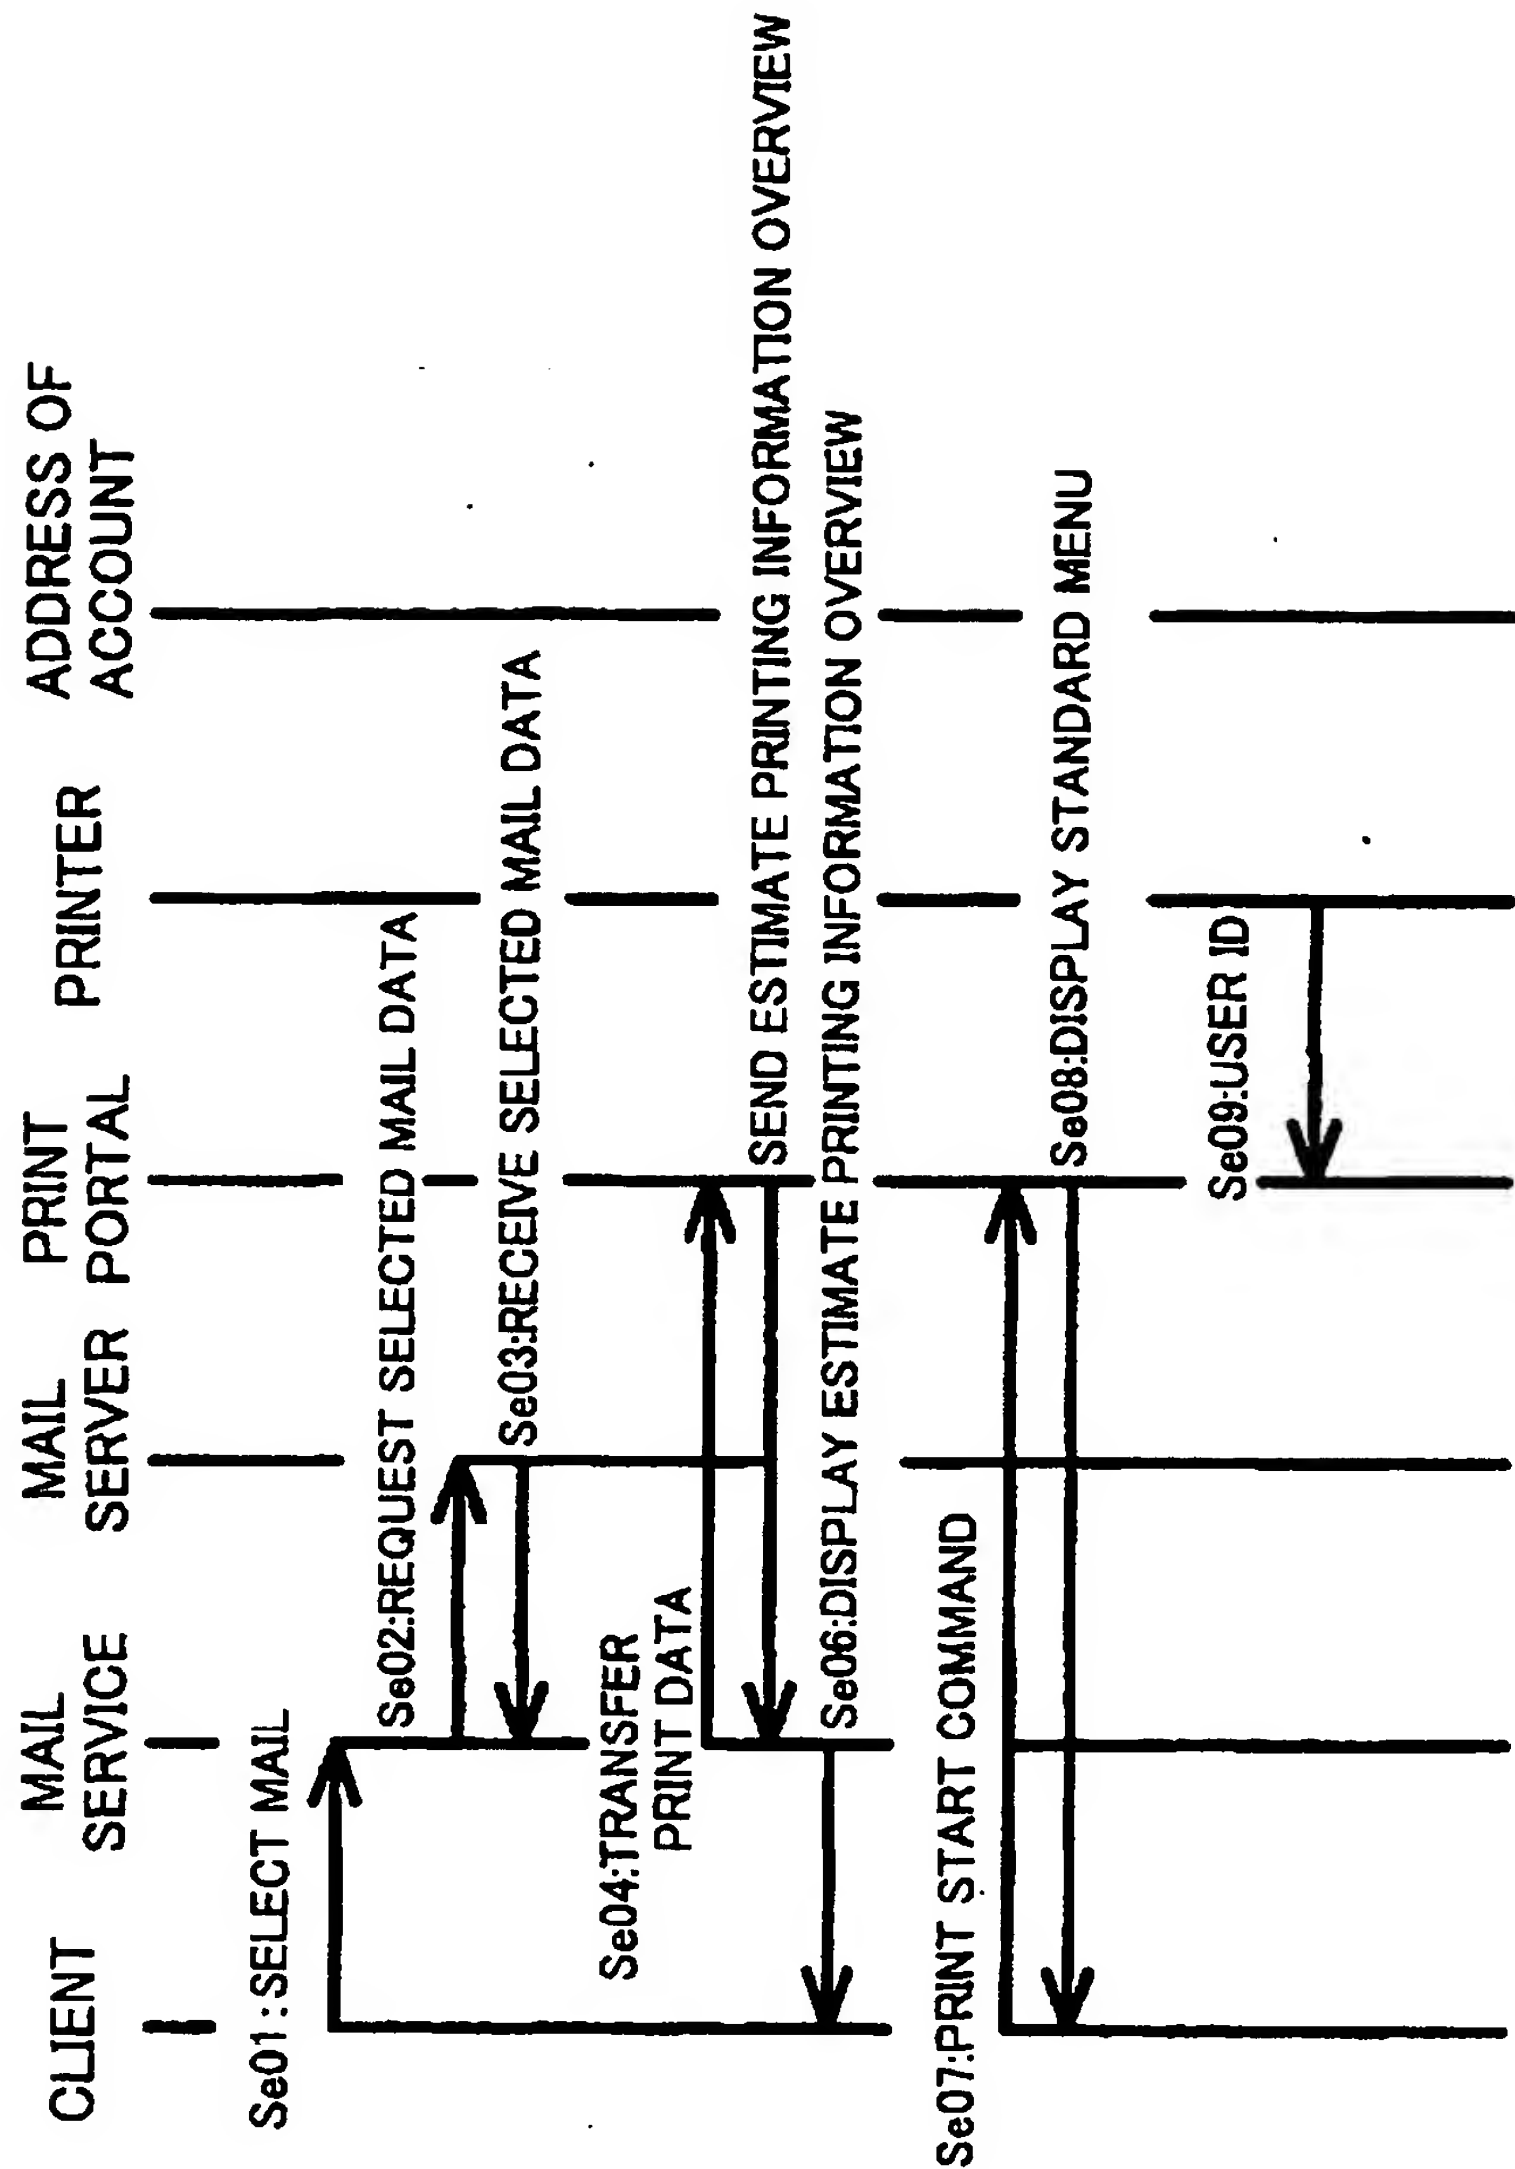 CLIENT
MAIL
SERVICE
MAIL
SERVER
PRINT
PORTAL
PRINTER
ADDRESS OF
ACCOUNT
Se01:SELECT MAIL
Se02:REQUEST SELECTED MAIL DATA
Se03:RECEIVE SELECTED MAIL DATA
Se04:TRANSFER
PRINT DATA
SEND ESTIMATE PRINTING INFORMATION OVERVIEW
Se06:DISPLAY ESTIMATE PRINTING INFORMATION OVERVIEW
Se07:PRINT START COMMAND
Se08:DISPLAY STANDARD MENU
Se09:USER ID